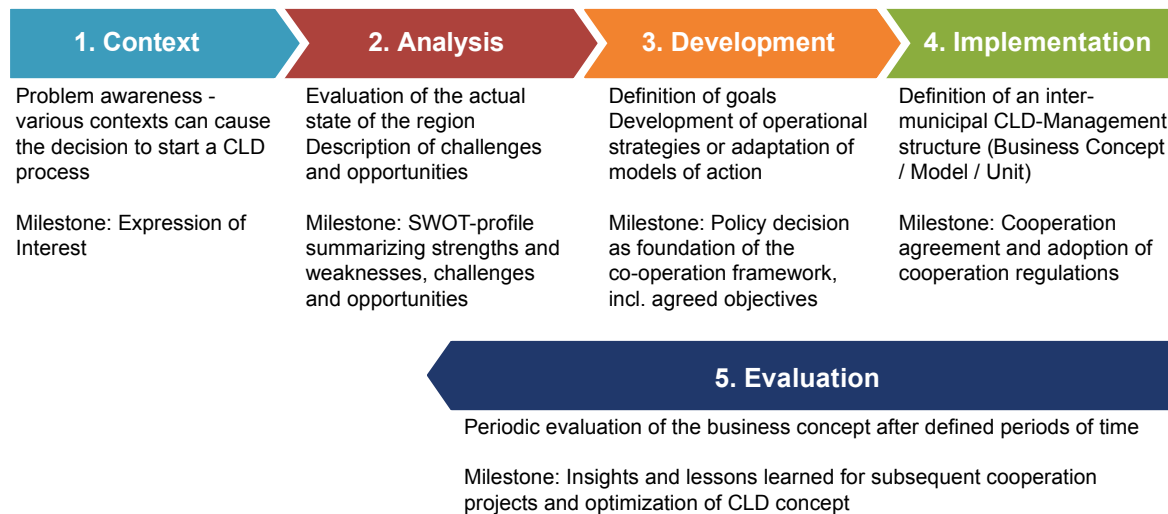 1. Context
Problem awareness -
various contexts can cause
the decision to start a CLD
process
Milestone: Expression of
Interest
2. Analysis
Evaluation of the actual
state of the region
Description of challenges
and opportunities
Milestone: SWOT-profile
summarizing strengths and
weaknesses, challenges
and opportunities
3. Development
Definition of goals
Development of operational
strategies or adaptation of
models of action
Milestone: Policy decision
as foundation of the
co-operation framework,
incl. agreed objectives
4. Implementation
Definition of an inter-
municipal CLD-Management
structure (Business Concept
/ Model / Unit)
Milestone: Cooperation
agreement and adoption of
cooperation regulations
5. Evaluation
Periodic evaluation of the business concept after defined periods of time
Milestone: Insights and lessons learned for subsequent cooperation
projects and optimization of CLD concept